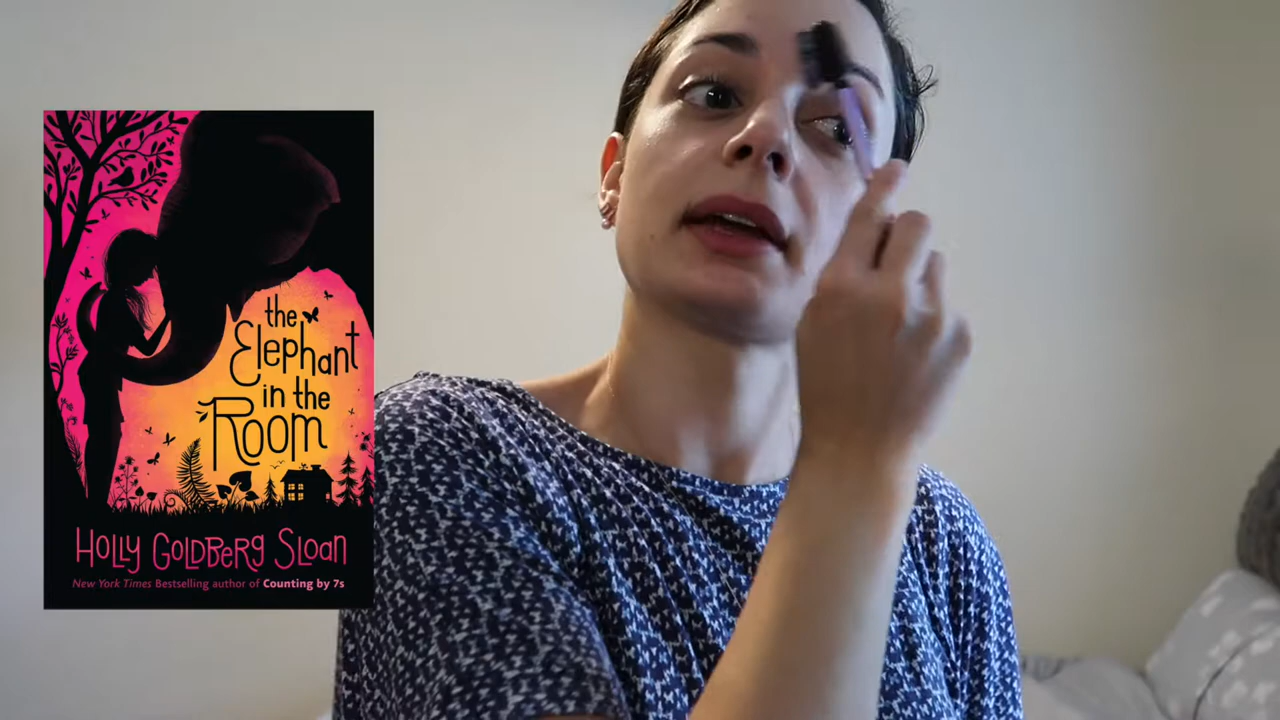 the
Elephant
in the
Room
Holly Goldberg Sloan
New York Times Bestselling author of Counting by 7s